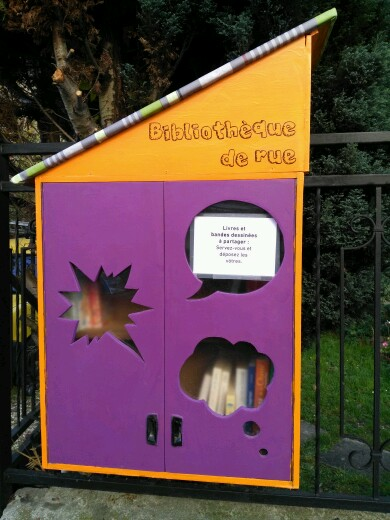 Bibliothèque
de rue
Livres et
bandes dessinées
à partager :
Servez-vous et
déposez les
vôtres.